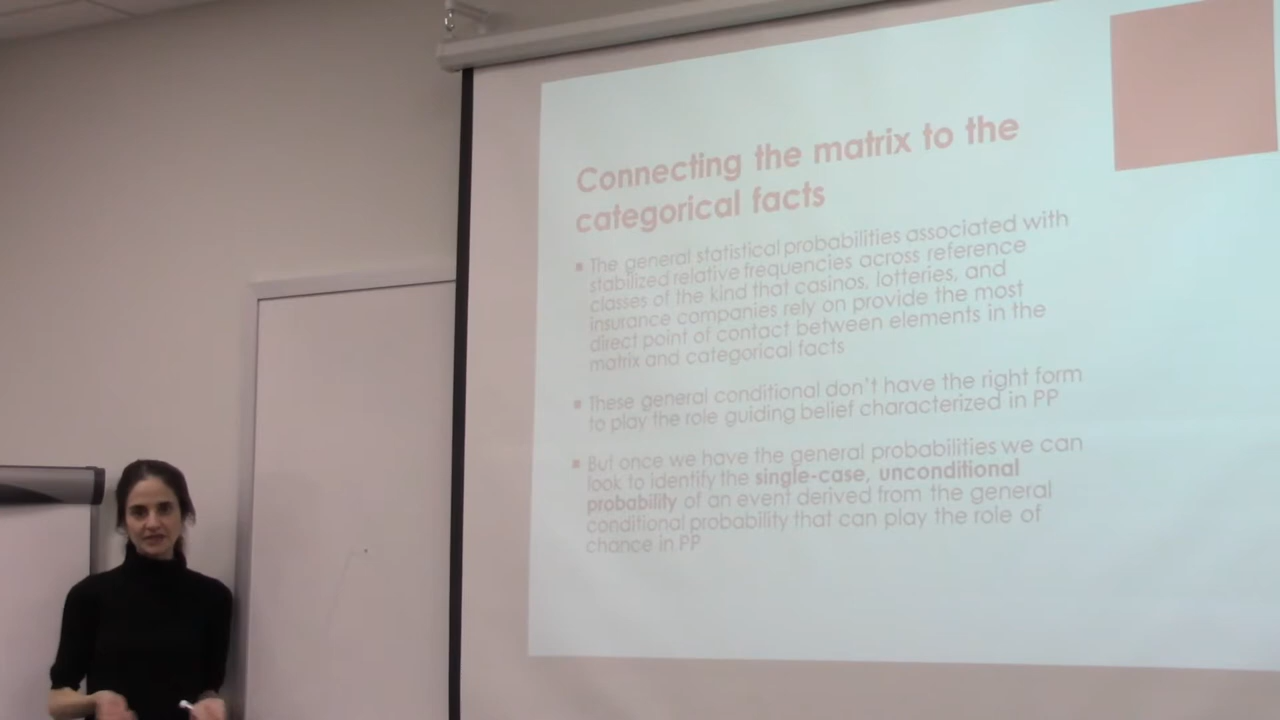 Connecting the matrix to the
categorical facts
The general statistical probabilities associated with
stabilized relative frequencies across reference
classes of the kind that casinos, lotteries, and
insurance companies rely on provide the most
direct point of contact between elements in the
matrix and categorical facts
These general conditional don't have the right form
to play the role guiding belief characterized in PP
But once we have the general probabilities we can
look to identify the single-case, unconditional
probability of an event derived from the general
conditional probability that can play the role of
chance in PP